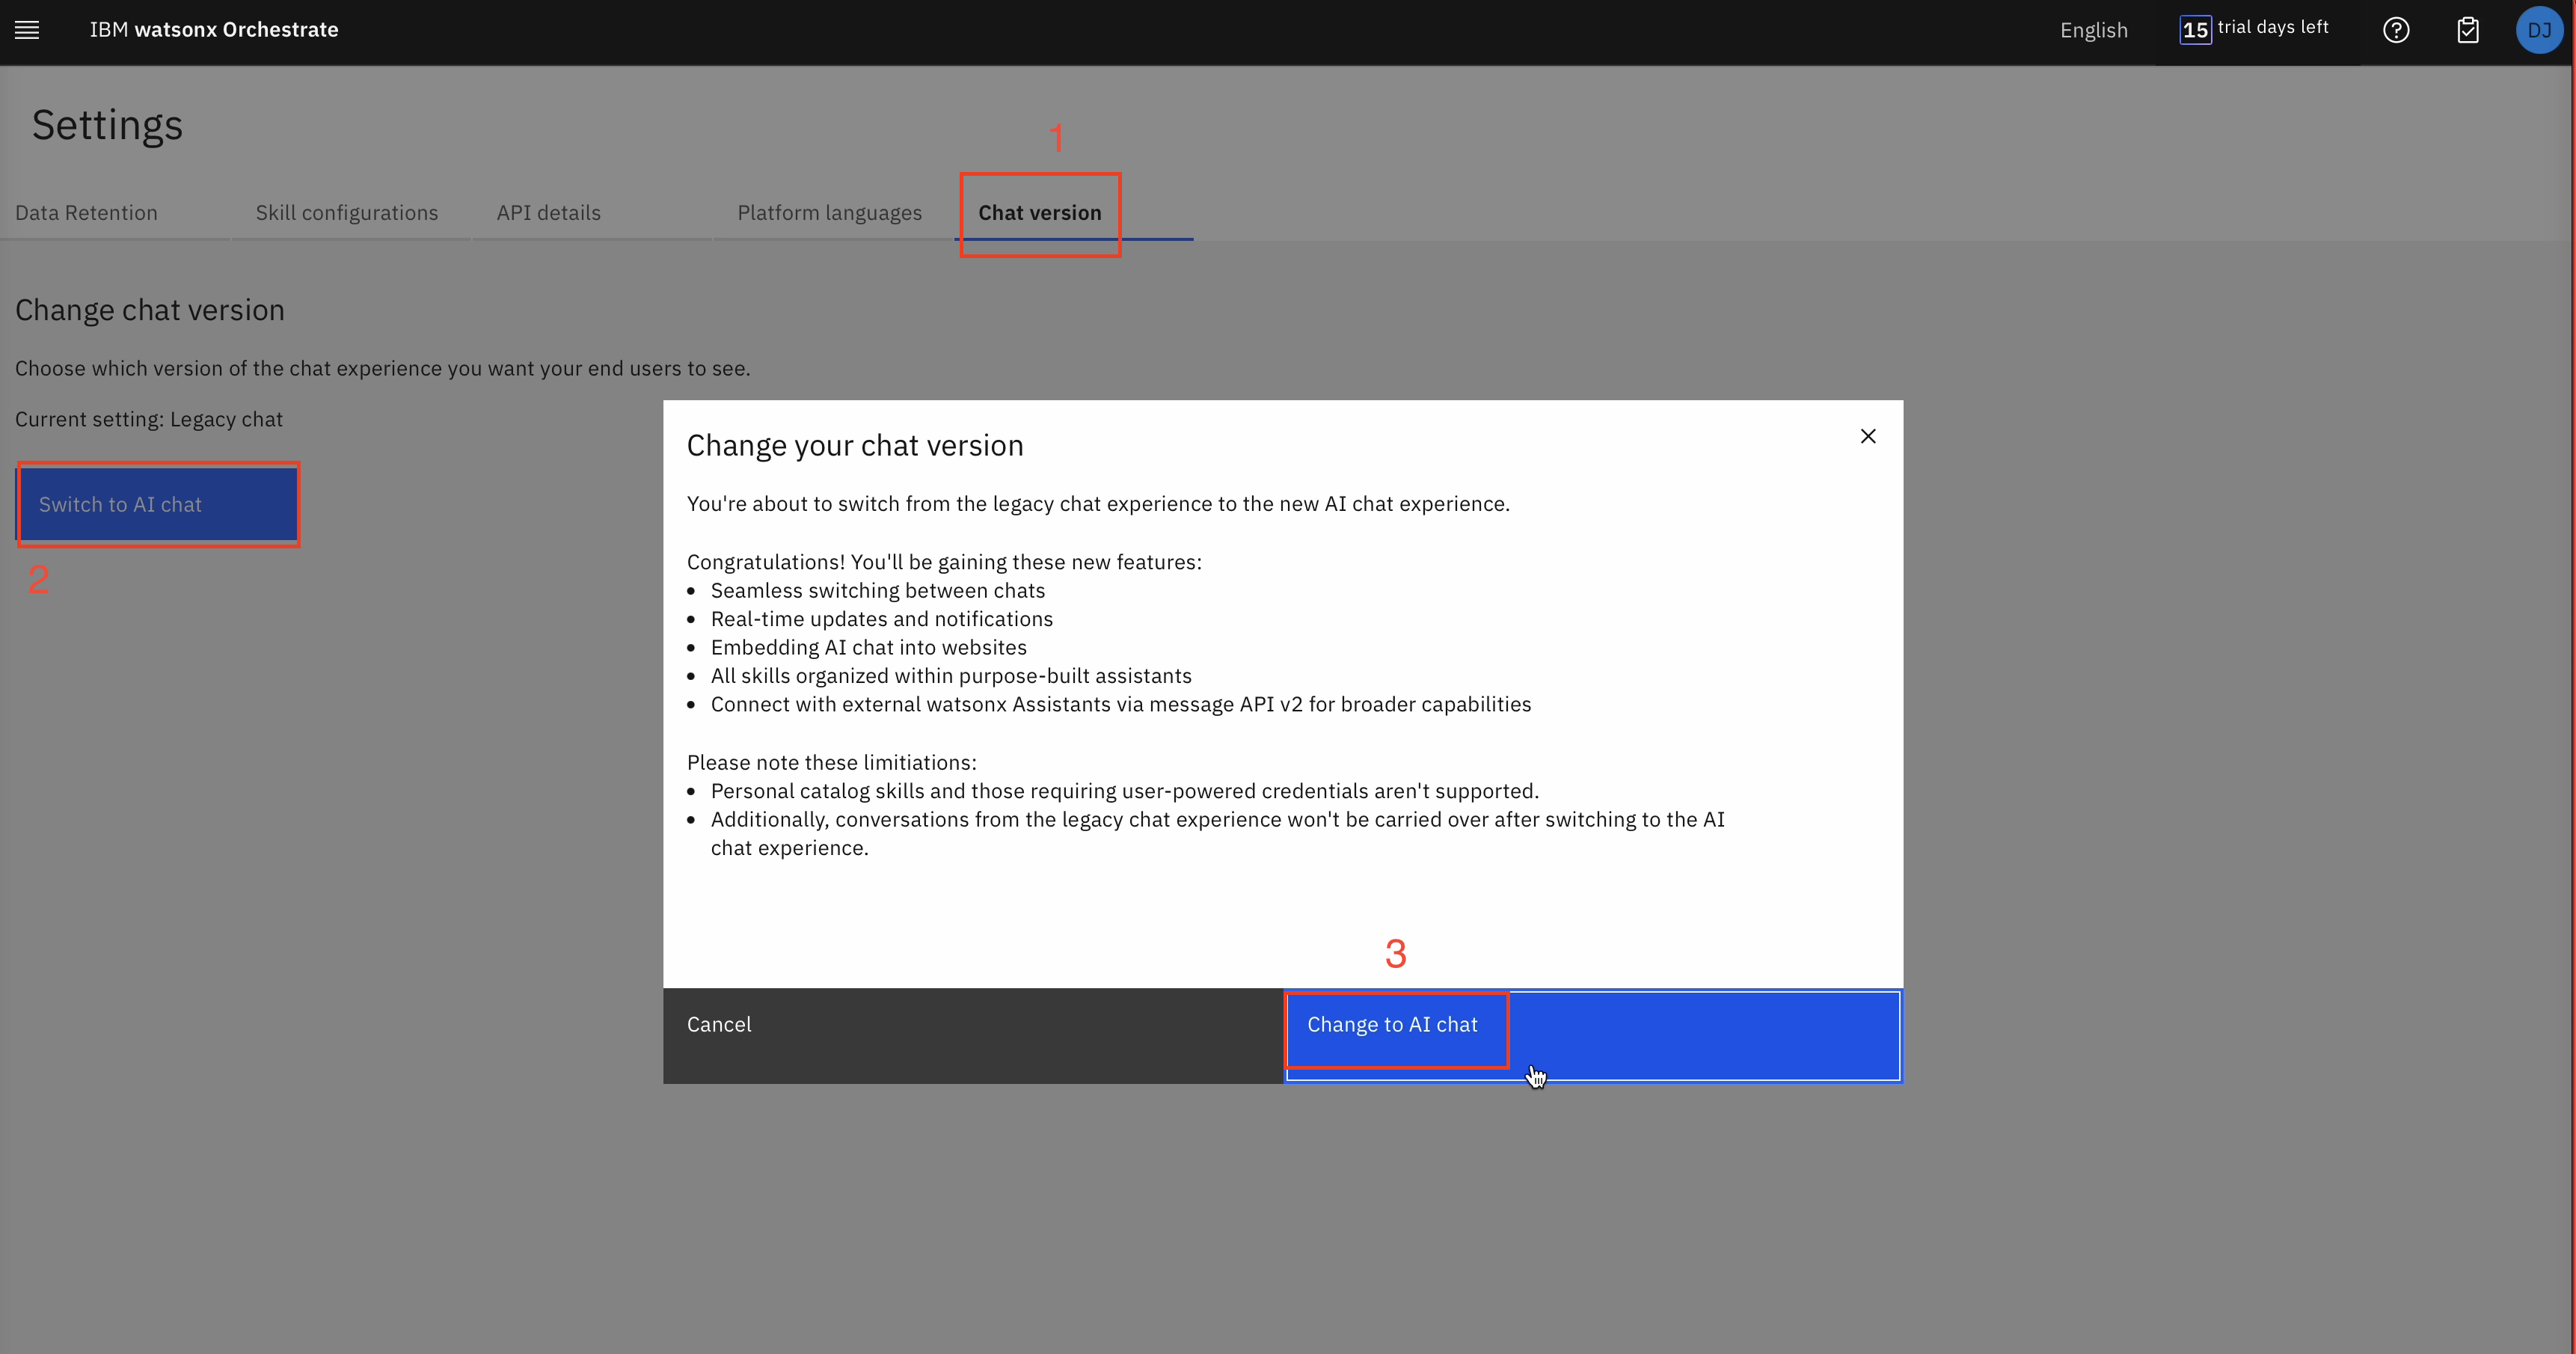 IBM watsonx Orchestrate
English
15 trial days left
DJ
Settings
1
Data Retention
Skill configurations
API details
Platform languages
Chat version
Change chat version
Choose which version of the chat experience you want your end users to see.
Current setting: Legacy chat
Switch to AI chat
2
Change your chat version
You're about to switch from the legacy chat experience to the new AI chat experience.
Congratulations! You'll be gaining these new features:
• Seamless switching between chats
• Real-time updates and notifications
• Embedding AI chat into websites
• All skills organized within purpose-built assistants
• Connect with external watsonx Assistants via message API v2 for broader capabilities
Please note these limitiations:
• Personal catalog skills and those requiring user-powered credentials aren't supported.
• Additionally, conversations from the legacy chat experience won't be carried over after switching to the AI
chat experience.
3
Cancel
Change to AI chat